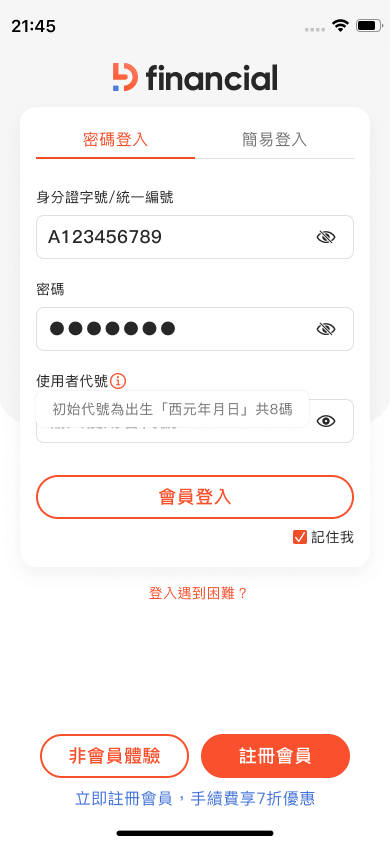 21:45
financial
密碼登入
簡易登入
身分證字號/統一編號
A123456789
密碼
●●●●●●●
使用者代號
初始代號為出生「西元年月日」共8碼
會員登入
記住我
登入遇到困難？
非會員體驗
註冊會員
立即註冊會員，手續費享7折優惠